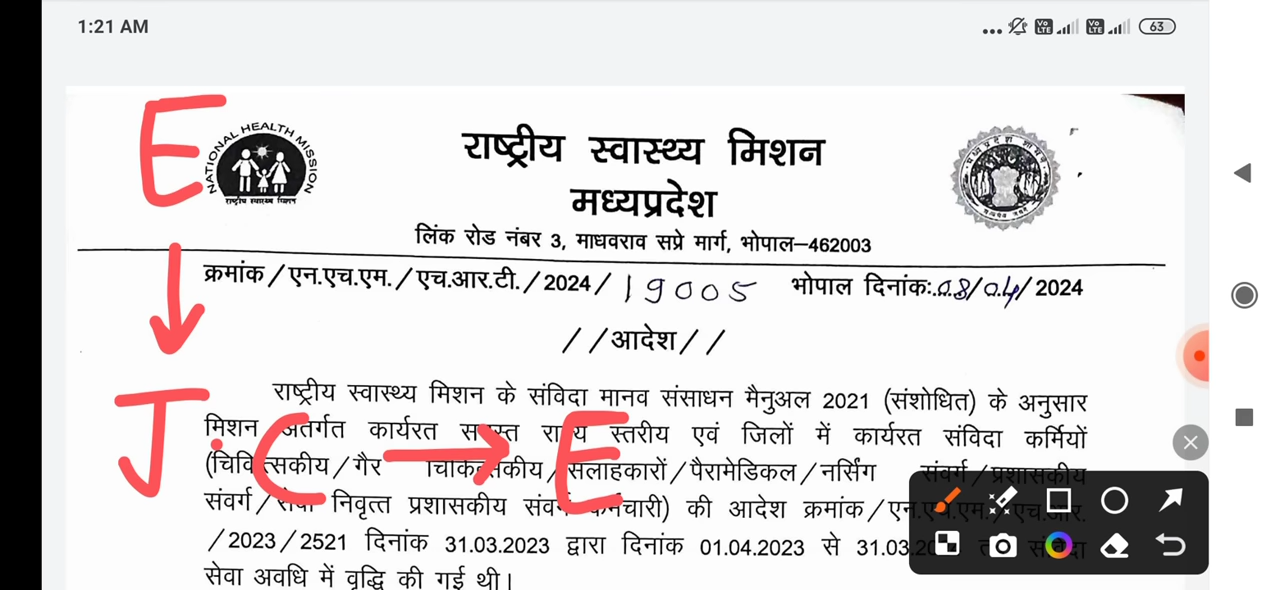 1:21 AM
63
E
NATIONAL HEALTH MISSION
राष्ट्रीय स्वास्थ्य मिशन
राष्ट्रीय स्वास्थ्य मिशन
मध्यप्रदेश
लिंक रोड नंबर 3, माधवराव सप्रे मार्ग, भोपाल–462003
क्रमांक/एन.एच.एम./एच.आर.टी./2024/19005 भोपाल दिनांकः..08/04/2024
//आदेश//
राष्ट्रीय स्वास्थ्य मिशन के संविदा मानव संसाधन मैनुअल 2021 (संशोधित) के अनुसार
मिशन अंतर्गत कार्यरत समस्त राज्य स्तरीय एवं जिलों में कार्यरत संविदा कर्मियों
J.C E
(चिकित्सकीय/गैर चिकित्सकीय/सलाहकारों/पैरामेडिकल/नर्सिंग संवर्ग/प्रशासकीय
संवर्ग/सेवा निवृत्त प्रशासकीय संवर्ग कर्मचारी) की आदेश क्रमांक/एन.एच.एम./एच.आर.
/2023/2521 दिनांक 31.03.2023 द्वारा दिनांक 01.04.2023 से 31.03.20
सेवा अवधि में वृद्धि की गई थी।